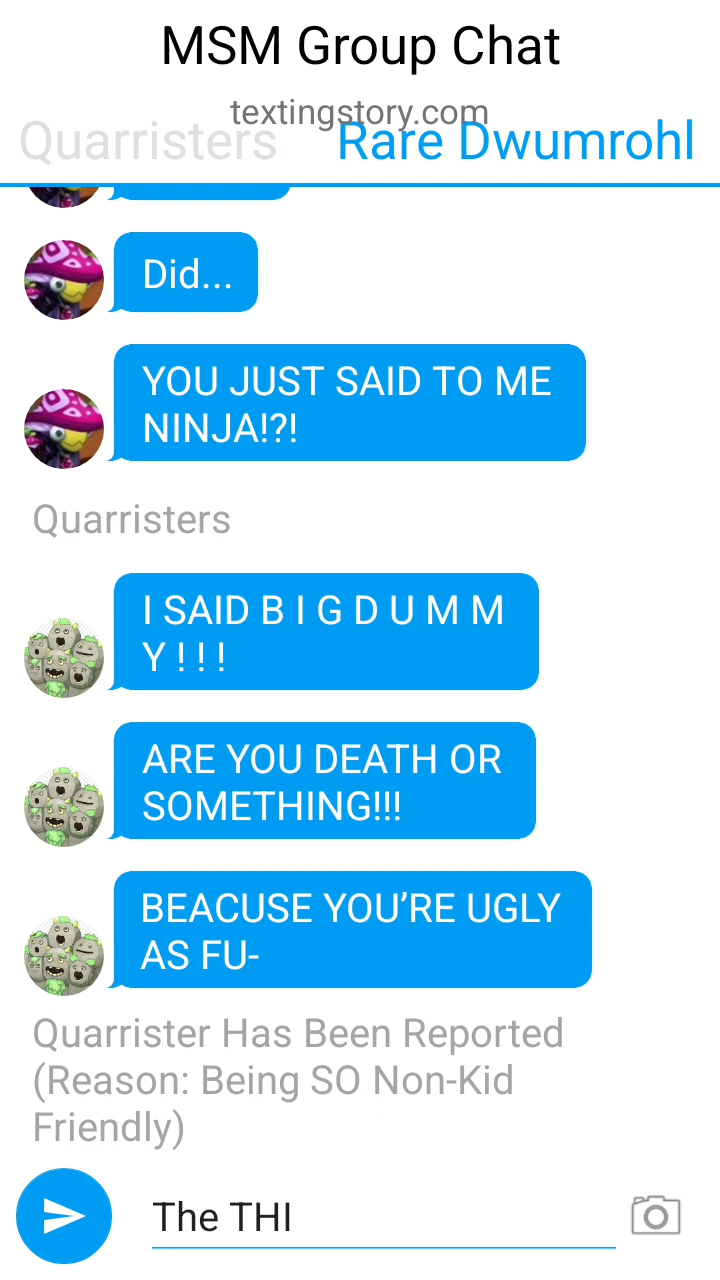 MSM Group Chat
textingstory.com
Quarristers Rare Dwumrohl
Did...
YOU JUST SAID TO ME
NINJA!?!
Quarristers
I SAID B I G D U M M
Y ! ! !
ARE YOU DEATH OR
SOMETHING!!!
BEACUSE YOU’RE UGLY
AS FU-
Quarrister Has Been Reported
(Reason: Being SO Non-Kid
Friendly)
The THI